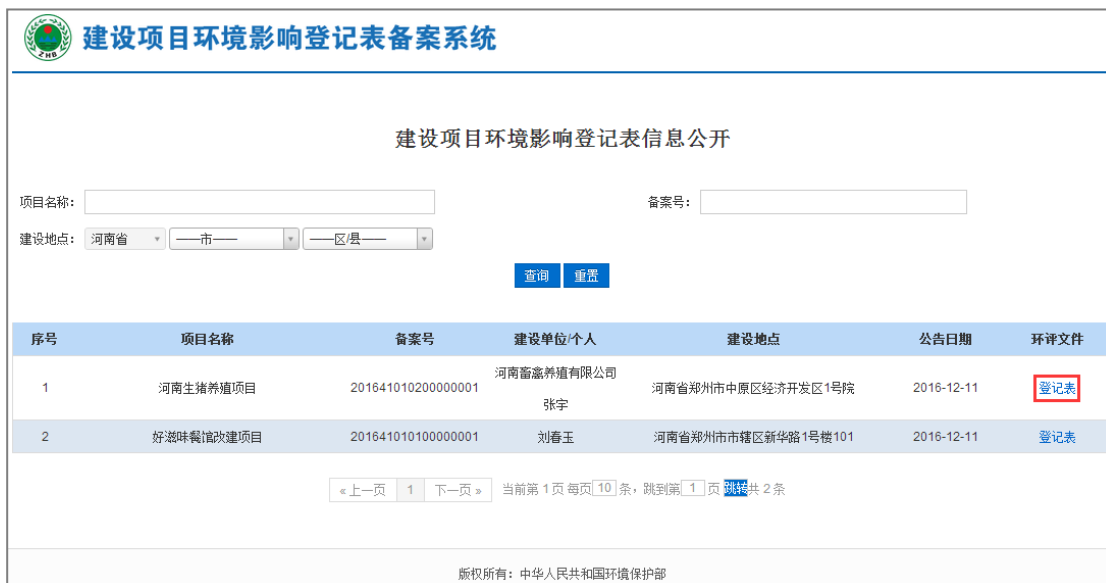 ZHB
建设项目环境影响登记表备案系统
建设项目环境影响登记表信息公开
项目名称： 备案号：
建设地点： 河南省 ——市—— ——区/县——
查询 重置
序号 项目名称 备案号 建设单位/个人 建设地点 公告日期 环评文件
1 河南生猪养殖项目 201641010200000001 河南畜禽养殖有限公司 河南省郑州市中原区经济开发区1号院 2016-12-11 登记表
张宇
2 好滋味餐馆改建项目 201641010100000001 刘春玉 河南省郑州市市辖区新华路1号楼101 2016-12-11 登记表
«上一页 1 下一页» 当前第 1 页 每页 10 条，跳到第 1 页 跳转共 2 条
版权所有：中华人民共和国环境保护部